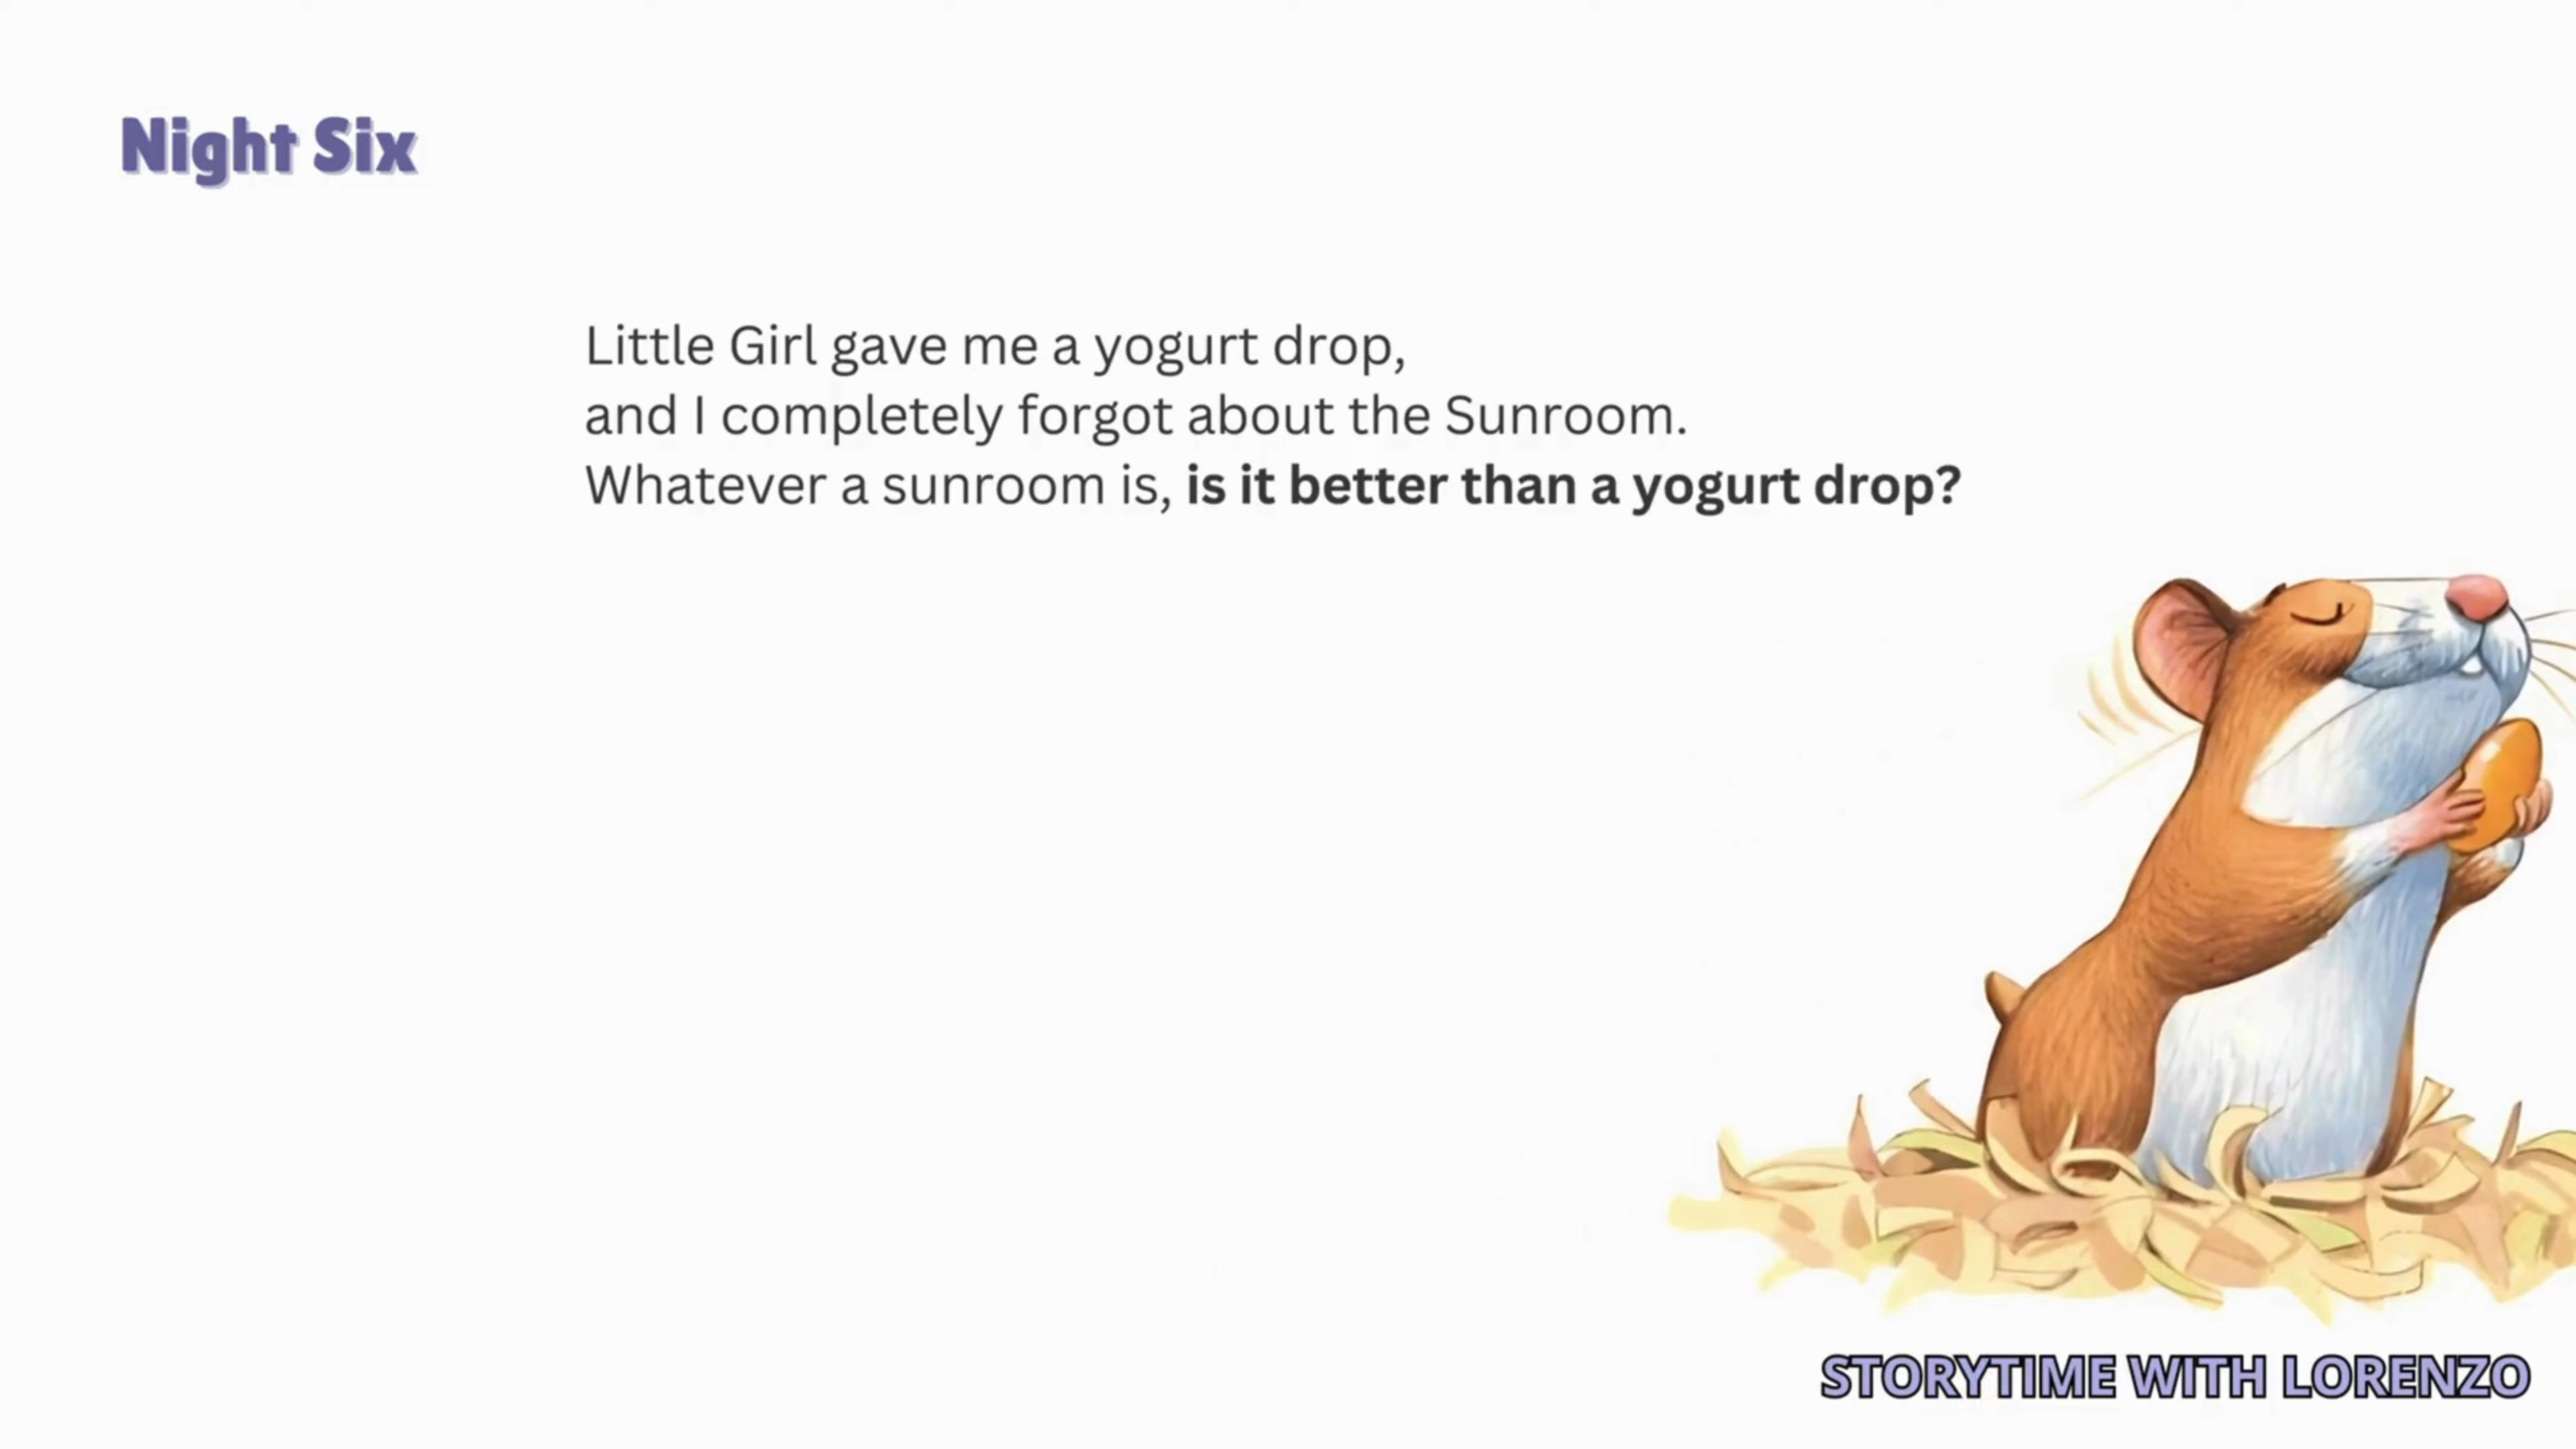 Night Six
Little Girl gave me a yogurt drop,
and I completely forgot about the Sunroom.
Whatever a sunroom is, is it better than a yogurt drop?
STORYTIME WITH LORENZO